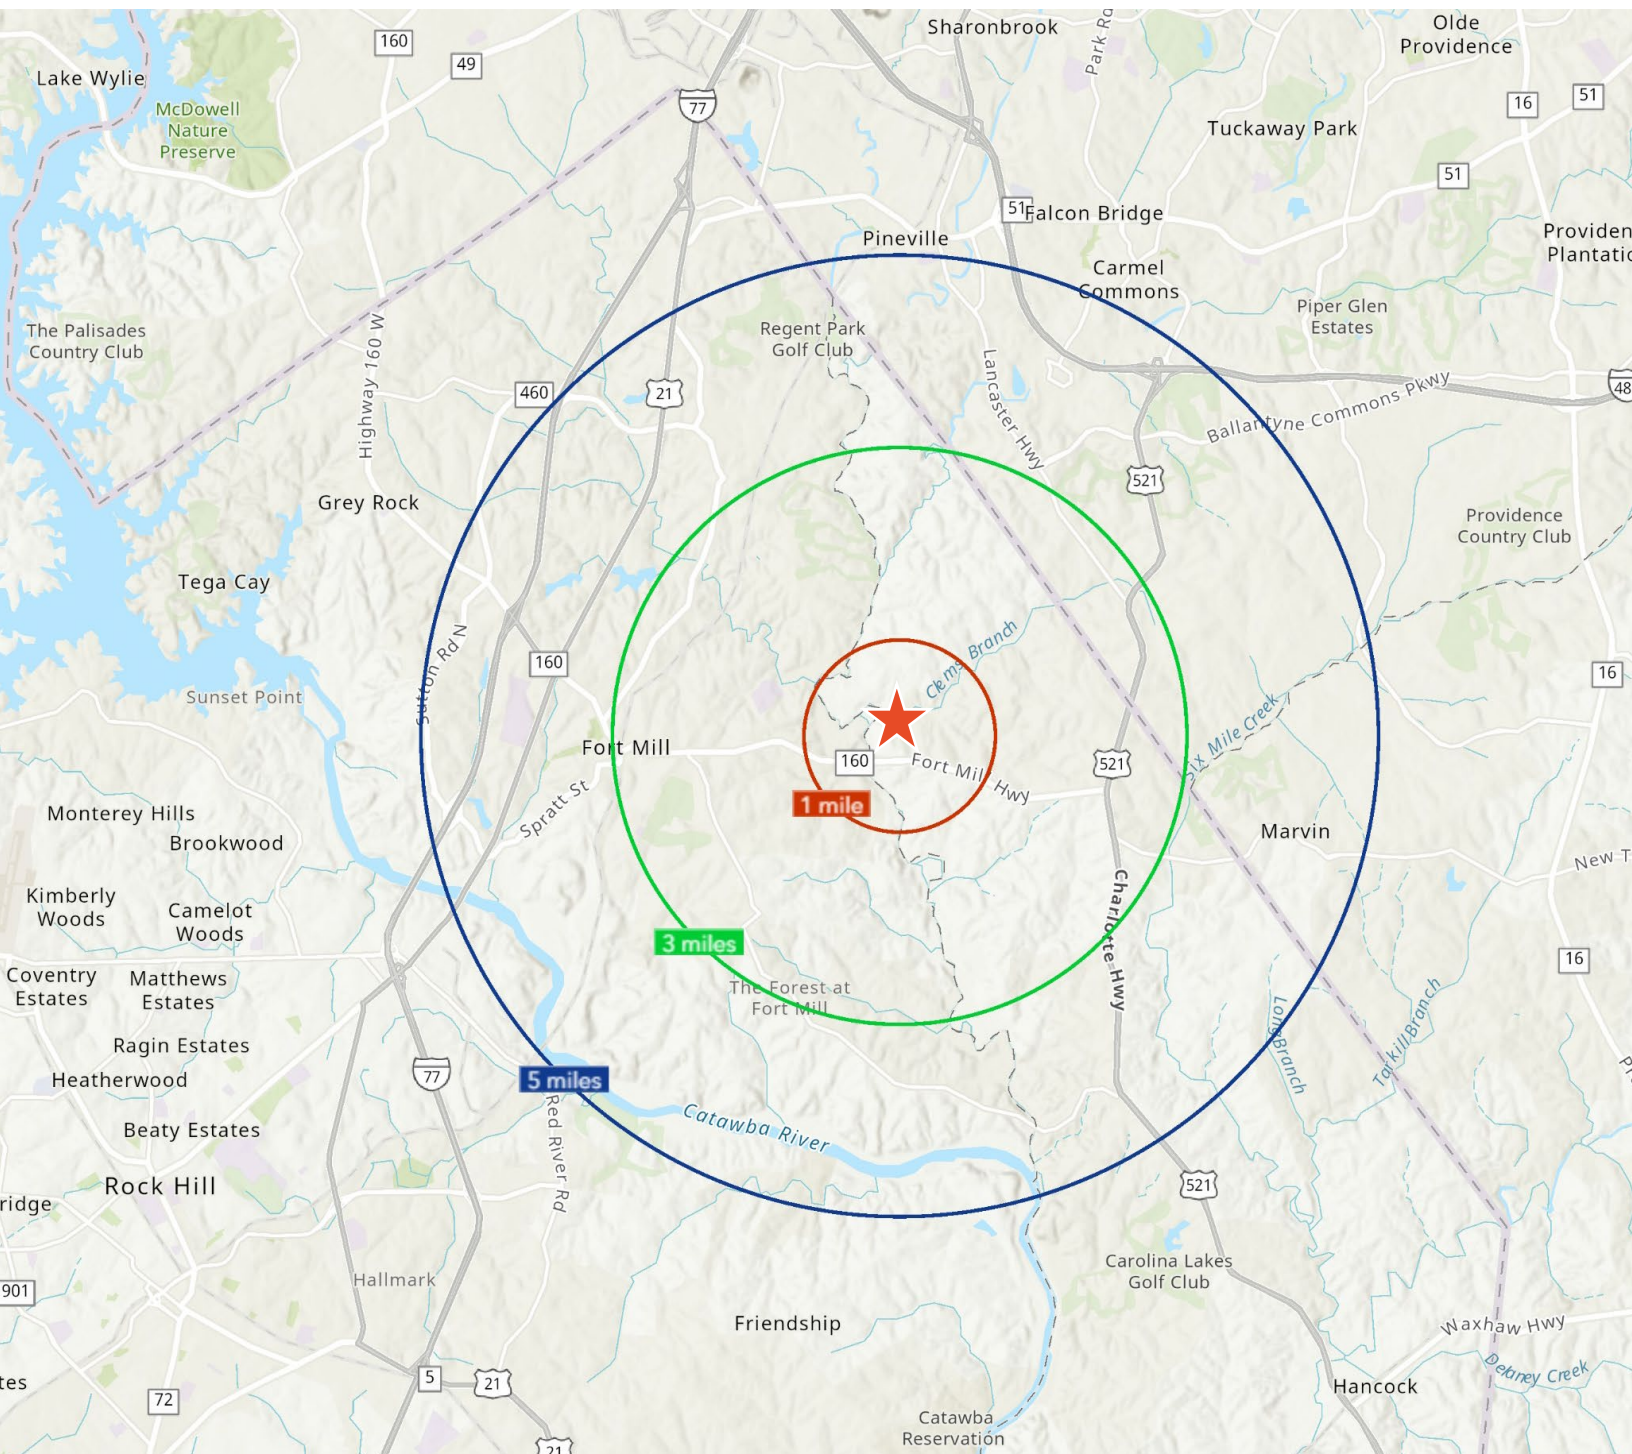 Sharonbrook
Park Rd
Olde
Providence
160
49
Lake Wylie
McDowell
Nature
Preserve
77
16
51
Tuckaway Park
51
51
Falcon Bridge
Pineville
Carmel
Commons
Providen
Plantatio
The Palisades
Country Club
Highway 160 W
Regent Park
Golf Club
Piper Glen
Estates
460
21
Lancaster Hwy
48
Ballantyne Commons Pkwy
521
Grey Rock
Providence
Country Club
Tega Cay
Sutton Rd N
160
Clems Branch
16
Sunset Point
Fort Mill
160
Fort Mill Hwy
521
Six Mile Creek
1 mile
Spratt St
Monterey Hills
Brookwood
Marvin
New T
Kimberly
Woods
Camelot
Woods
Charlotte Hwy
3 miles
16
Coventry
Estates
Matthews
Estates
The Forest at
Fort Mill
Long Branch
Tarkill Branch
Ragin Estates
Heatherwood
77
5 miles
Red River Rd
Catawba River
Beaty Estates
Rock Hill
521
ridge
Carolina Lakes
Golf Club
Hallmark
901
Friendship
Waxhaw Hwy
Delaney Creek
5
21
Hancock
tes
72
Catawba
Reservation
21